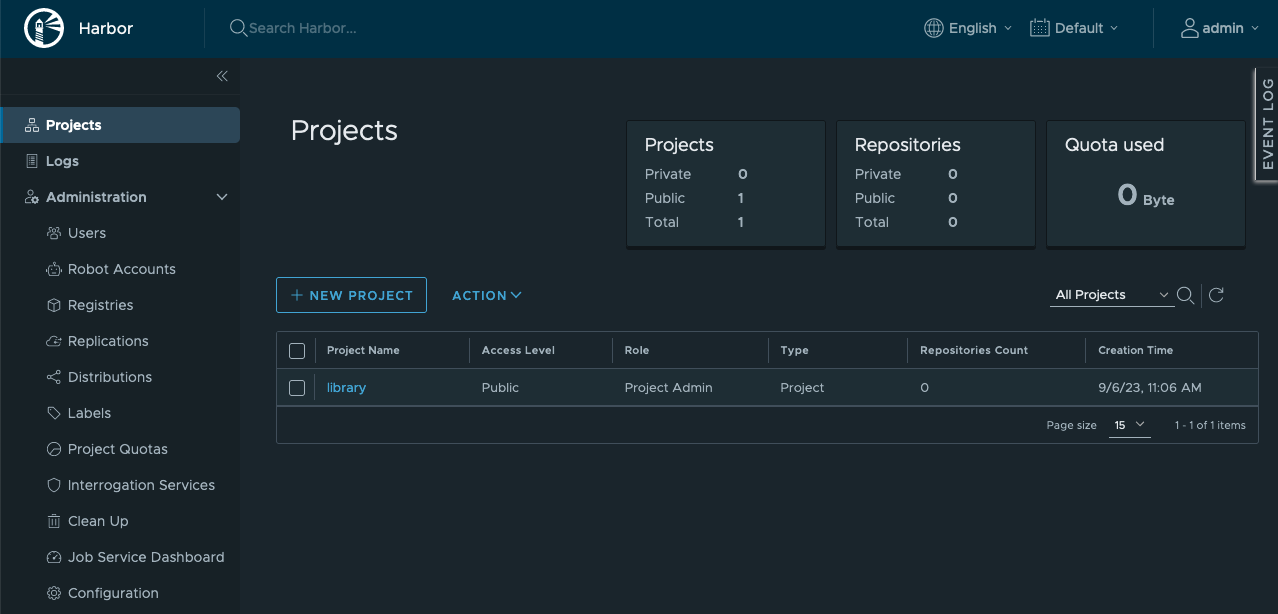 Harbor
Search Harbor...
English
Default
admin
EVENT LOG
Projects
Logs
Administration
Users
Robot Accounts
Registries
Replications
Distributions
Labels
Project Quotas
Interrogation Services
Clean Up
Job Service Dashboard
Configuration
Projects
Projects
Private 0
Public 1
Total 1
Repositories
Private 0
Public 0
Total 0
Quota used
0 Byte
+ NEW PROJECT
ACTION
All Projects
Project Name Access Level Role Type Repositories Count Creation Time
library Public Project Admin Project 0 9/6/23, 11:06 AM
Page size 15 1 - 1 of 1 items